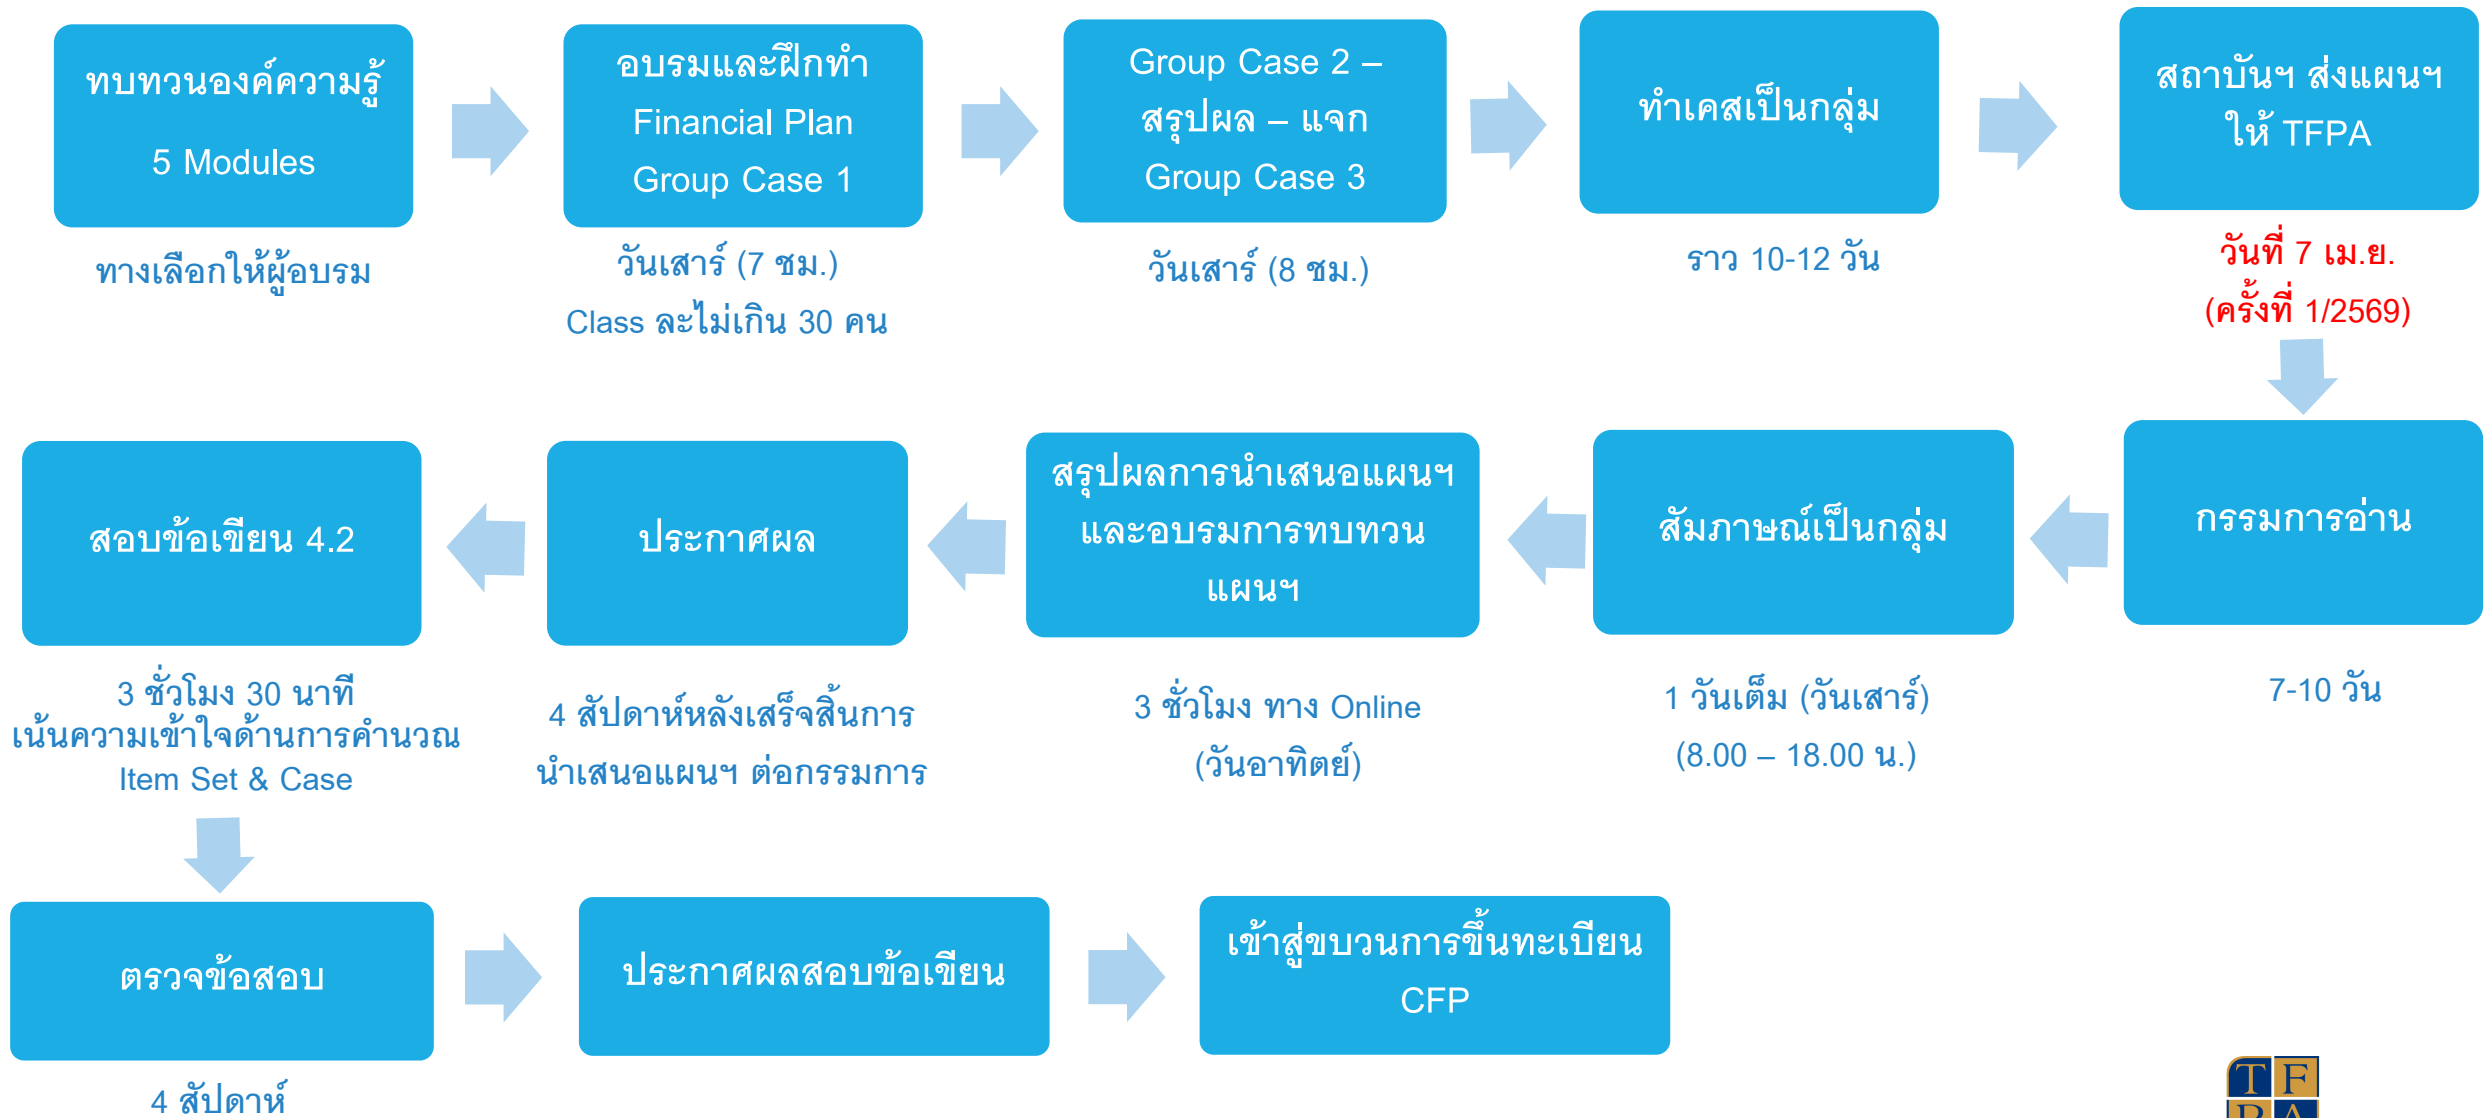 ทบทวนองค์ความรู้
5 Modules
ทางเลือกให้ผู้อบรม
อบรมและฝึกทำ
Financial Plan
Group Case 1
วันเสาร์ (7 ชม.)
Class ละไม่เกิน 30 คน
Group Case 2 –
สรุปผล – แจก
Group Case 3
วันเสาร์ (8 ชม.)
ทำเคสเป็นกลุ่ม
ราว 10-12 วัน
สถาบันฯ ส่งแผนฯ
ให้ TFPA
วันที่ 7 เม.ย.
(ครั้งที่ 1/2569)
กรรมการอ่าน
7-10 วัน
สัมภาษณ์เป็นกลุ่ม
1 วันเต็ม (วันเสาร์)
(8.00 – 18.00 น.)
สรุปผลการนำเสนอแผนฯ
และอบรมการทบทวน
แผนฯ
3 ชั่วโมง ทาง Online
(วันอาทิตย์)
ประกาศผล
4 สัปดาห์หลังเสร็จสิ้นการ
นำเสนอแผนฯ ต่อกรรมการ
สอบข้อเขียน 4.2
3 ชั่วโมง 30 นาที
เน้นความเข้าใจด้านการคำนวณ
Item Set & Case
ตรวจข้อสอบ
4 สัปดาห์
ประกาศผลสอบข้อเขียน
เข้าสู่ขบวนการขึ้นทะเบียน
CFP
T F
P A